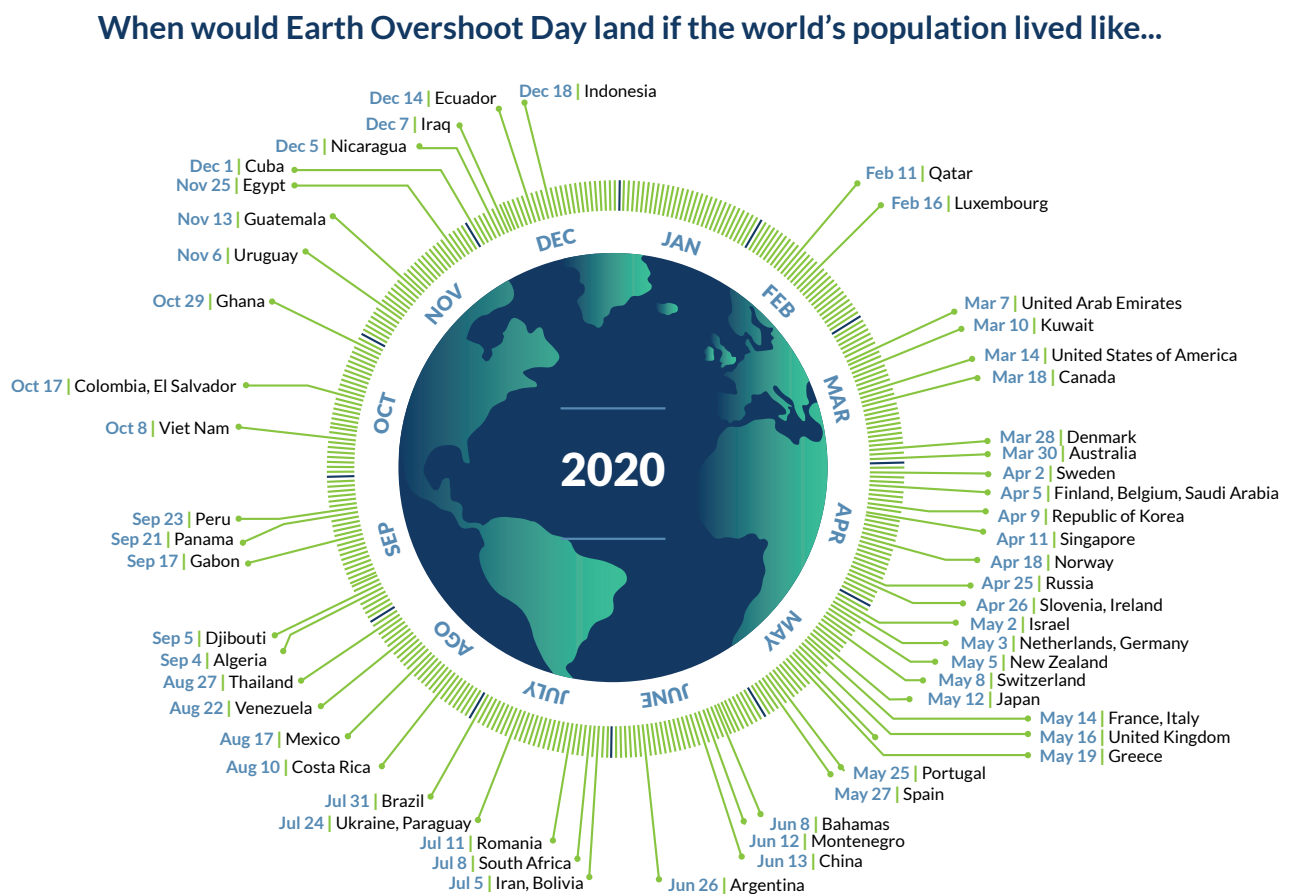 When would Earth Overshoot Day land if the world's population lived like...
Dec 18 | Indonesia
Dec 14 | Ecuador
Dec 7 | Iraq
Dec 5 | Nicaragua
Dec 1 | Cuba
Nov 25 | Egypt
Nov 13 | Guatemala
Nov 6 | Uruguay
Oct 29 | Ghana
Oct 17 | Colombia, El Salvador
Oct 8 | Viet Nam
Sep 23 | Peru
Sep 21 | Panama
Sep 17 | Gabon
Sep 5 | Djibouti
Sep 4 | Algeria
Aug 27 | Thailand
Aug 22 | Venezuela
Aug 17 | Mexico
Aug 10 | Costa Rica
Jul 31 | Brazil
Jul 24 | Ukraine, Paraguay
Jul 11 | Romania
Jul 8 | South Africa
Jul 5 | Iran, Bolivia
Feb 11 | Qatar
Feb 16 | Luxembourg
Mar 7 | United Arab Emirates
Mar 10 | Kuwait
Mar 14 | United States of America
Mar 18 | Canada
Mar 28 | Denmark
Mar 30 | Australia
Apr 2 | Sweden
Apr 5 | Finland, Belgium, Saudi Arabia
Apr 9 | Republic of Korea
Apr 11 | Singapore
Apr 18 | Norway
Apr 25 | Russia
Apr 26 | Slovenia, Ireland
May 2 | Israel
May 3 | Netherlands, Germany
May 5 | New Zealand
May 8 | Switzerland
May 12 | Japan
May 14 | France, Italy
May 16 | United Kingdom
May 19 | Greece
May 25 | Portugal
May 27 | Spain
Jun 8 | Bahamas
Jun 12 | Montenegro
Jun 13 | China
Jun 26 | Argentina
JAN
FEB
MAR
APR
MAY
JUNE
JULY
AGO
SEP
OCT
NOV
DEC
2020